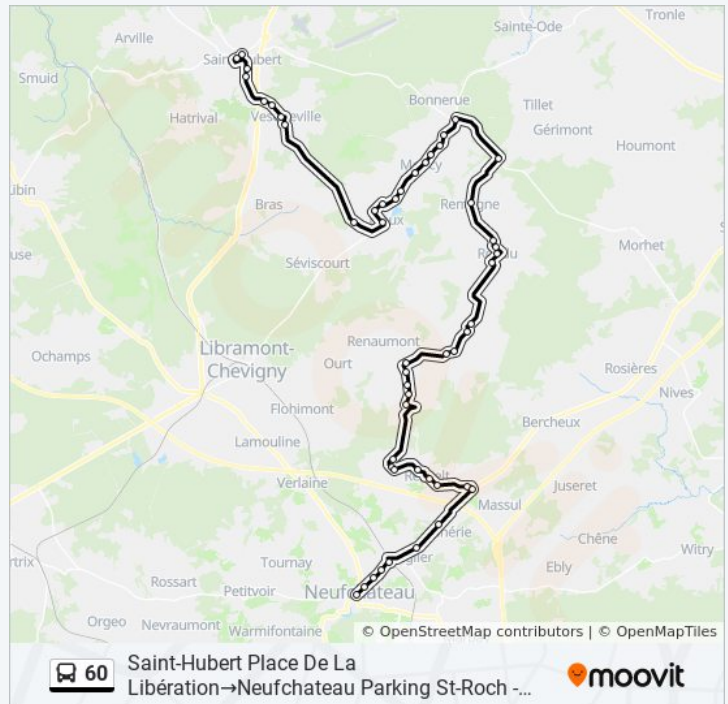 Tronle
Arville
Sainte-Ode
Smuid
Bonnerue
Tillet
Hatrival
Gérimont
Houmont
Bras
Morhet
Séviscourt
Renaumont
Libramont-
Chevigny
Ourt
Ochamps
Rosières
Nives
Flohimont
Bercheux
Lamouline
Verlaine
Juseret
Massul
Chêne
Witry
Tournay
Ebly
Rossart
Petitvoir
Orgeo
Nevraumont
Warmifontaine
© OpenStreetMap contributors | © OpenMapTiles
60
Saint-Hubert Place De La
Libération→Neufchateau Parking St-Roch -...
moovit